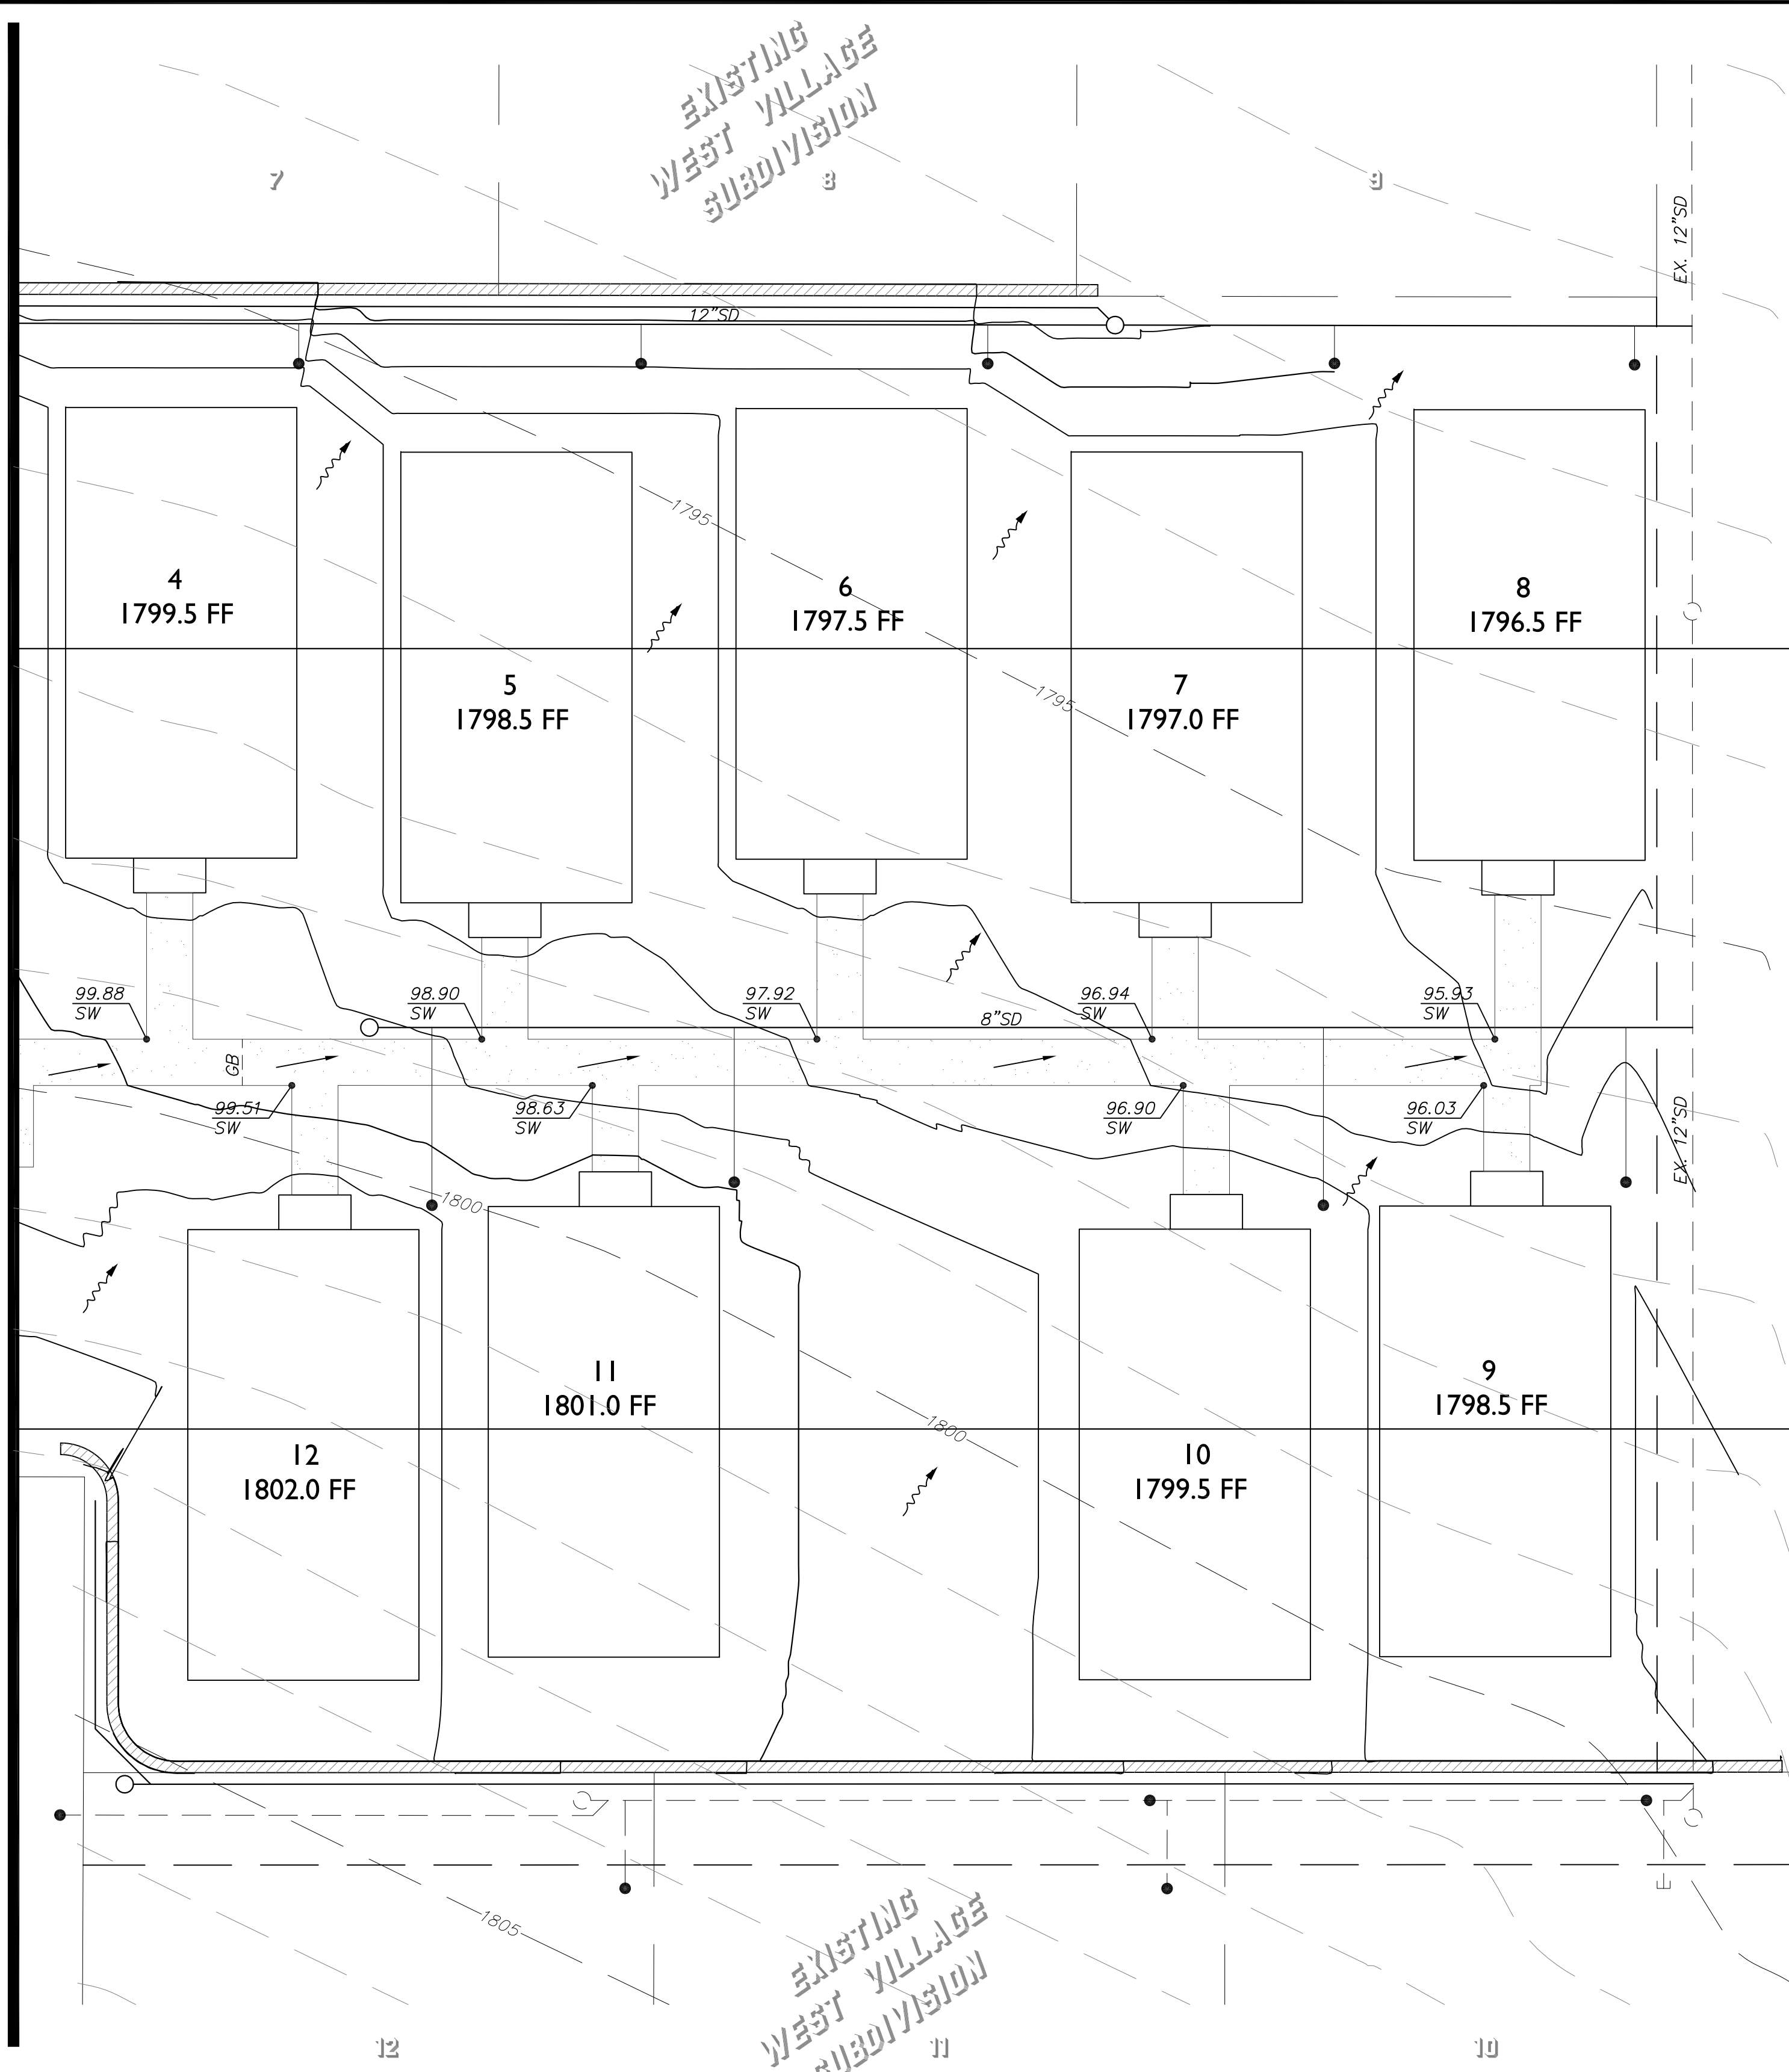 EXISTING
WEST VILLAGE
SUBDIVISION
7
8
9
EX. 12"SD
12"SD
1795
4
1799.5 FF
5
1798.5 FF
6
1797.5 FF
1795
7
1797.0 FF
8
1796.5 FF
99.88
SW
98.90
SW
97.92
SW
96.94
SW
95.93
SW
8"SD
GB
99.51
SW
98.63
SW
96.90
SW
96.03
SW
EX. 12"SD
1800
12
1802.0 FF
11
1801.0 FF
1800
10
1799.5 FF
9
1798.5 FF
1805
EXISTING
WEST VILLAGE
SUBDIVISION
12
11
10